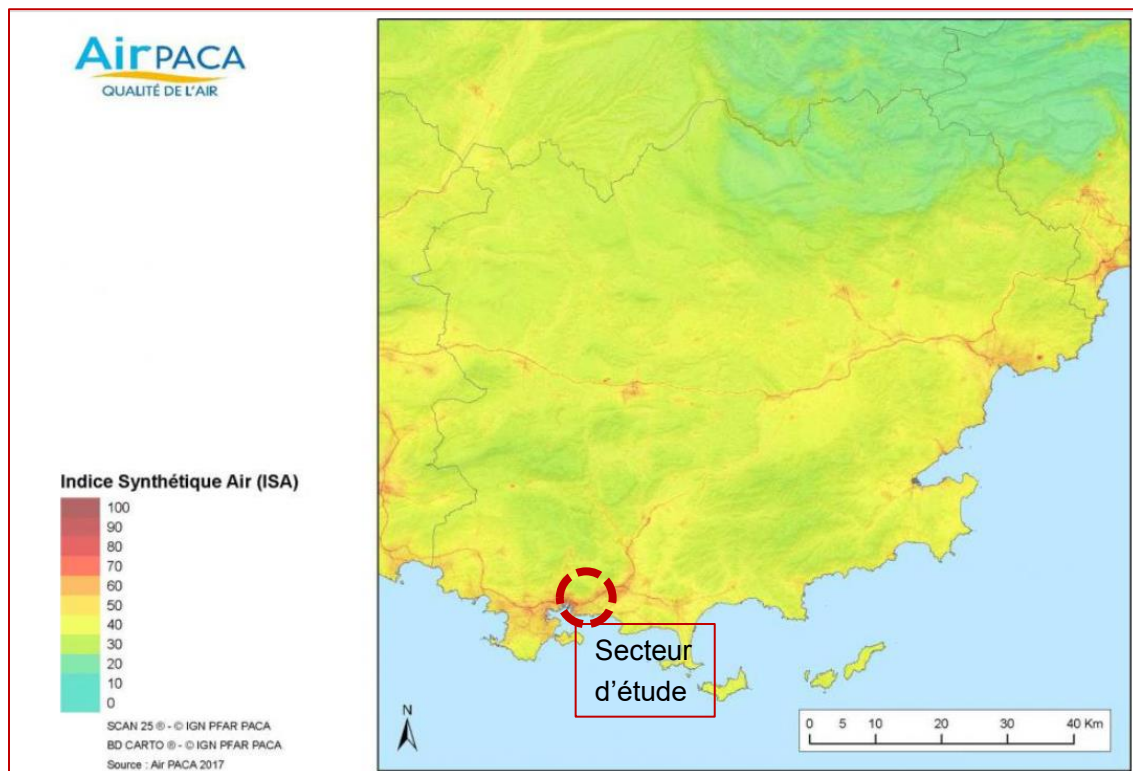 Air PACA
QUALITÉ DE L'AIR
Indice Synthétique Air (ISA)
100
90
80
70
60
50
40
30
20
10
0
SCAN 25 ® - © IGN PFAR PACA
BD CARTO ® - © IGN PFAR PACA
Source : Air PACA 2017
Secteur
d'étude
N
0 5 10 20 30 40 Km